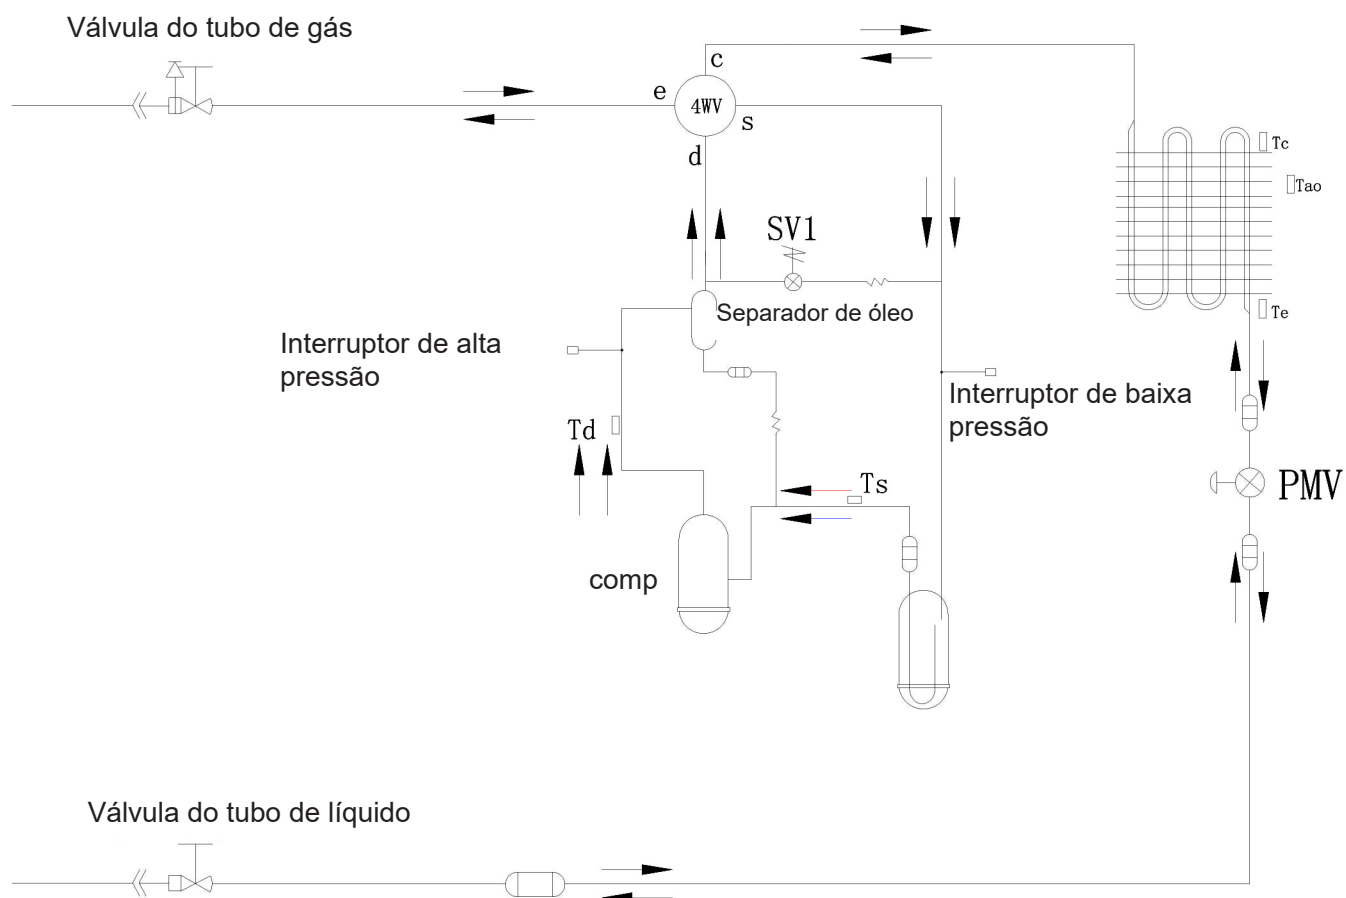 Válvula do tubo de gás
c
e
4WV
s
d
Tc
Tao
SV1
Separador de óleo
Te
Interruptor de alta
pressão
Interruptor de baixa
pressão
Td
Ts
PMV
comp
Válvula do tubo de líquido